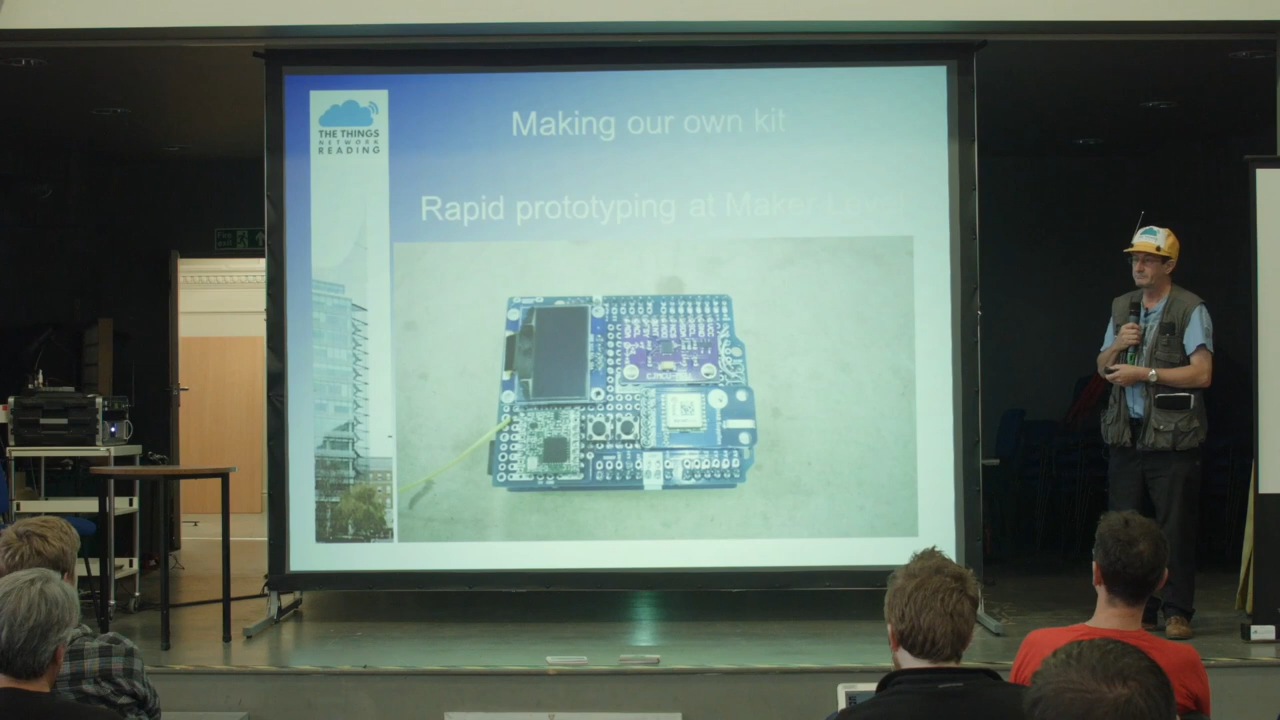 THE THINGS
NETWORK
READING
Making our own kit
Rapid prototyping at Maker